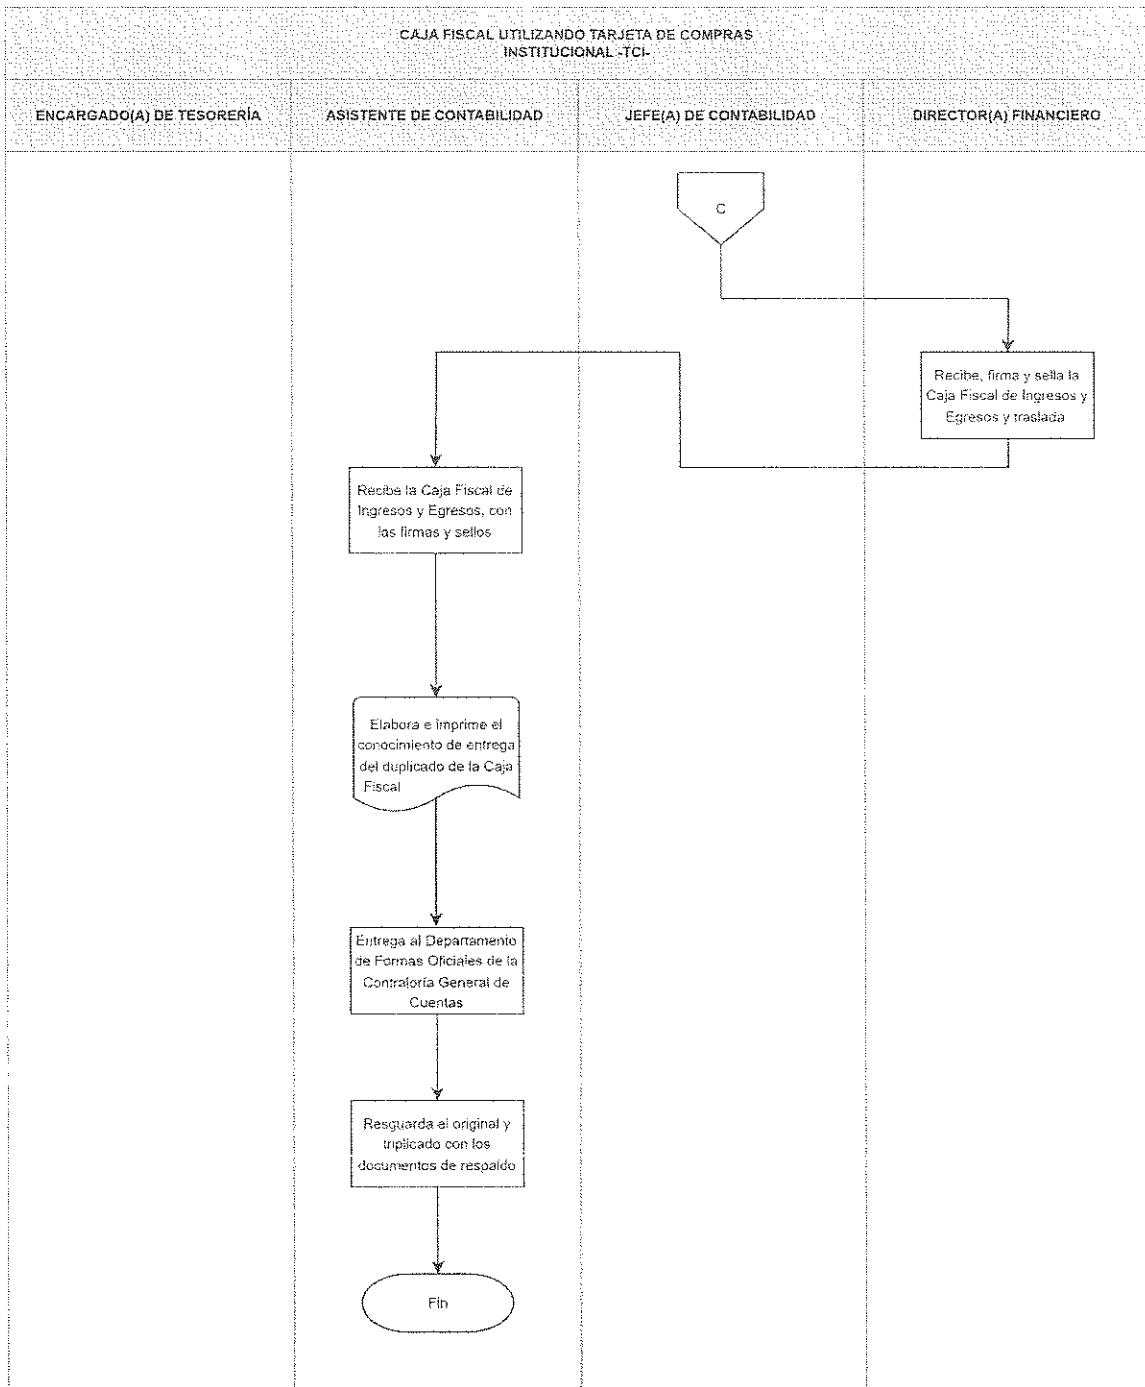 CAJA FISCAL UTILIZANDO TARJETA DE COMPRAS
INSTITUCIONAL -TCI-
ENCARGADO(A) DE TESORERÍA
ASISTENTE DE CONTABILIDAD
JEFE(A) DE CONTABILIDAD
DIRECTOR(A) FINANCIERO
C
Recibe, firma y sella la
Caja Fiscal de Ingresos y
Egresos y traslada
Recibe la Caja Fiscal de
Ingresos y Egresos, con
las firmas y sellos
Elabora e imprime el
conocimiento de entrega
del duplicado de la Caja
Fiscal
Entrega al Departamento
de Formas Oficiales de la
Contraloría General de
Cuentas
Resguarda el original y
triplicado con los
documentos de respaldo
Fin